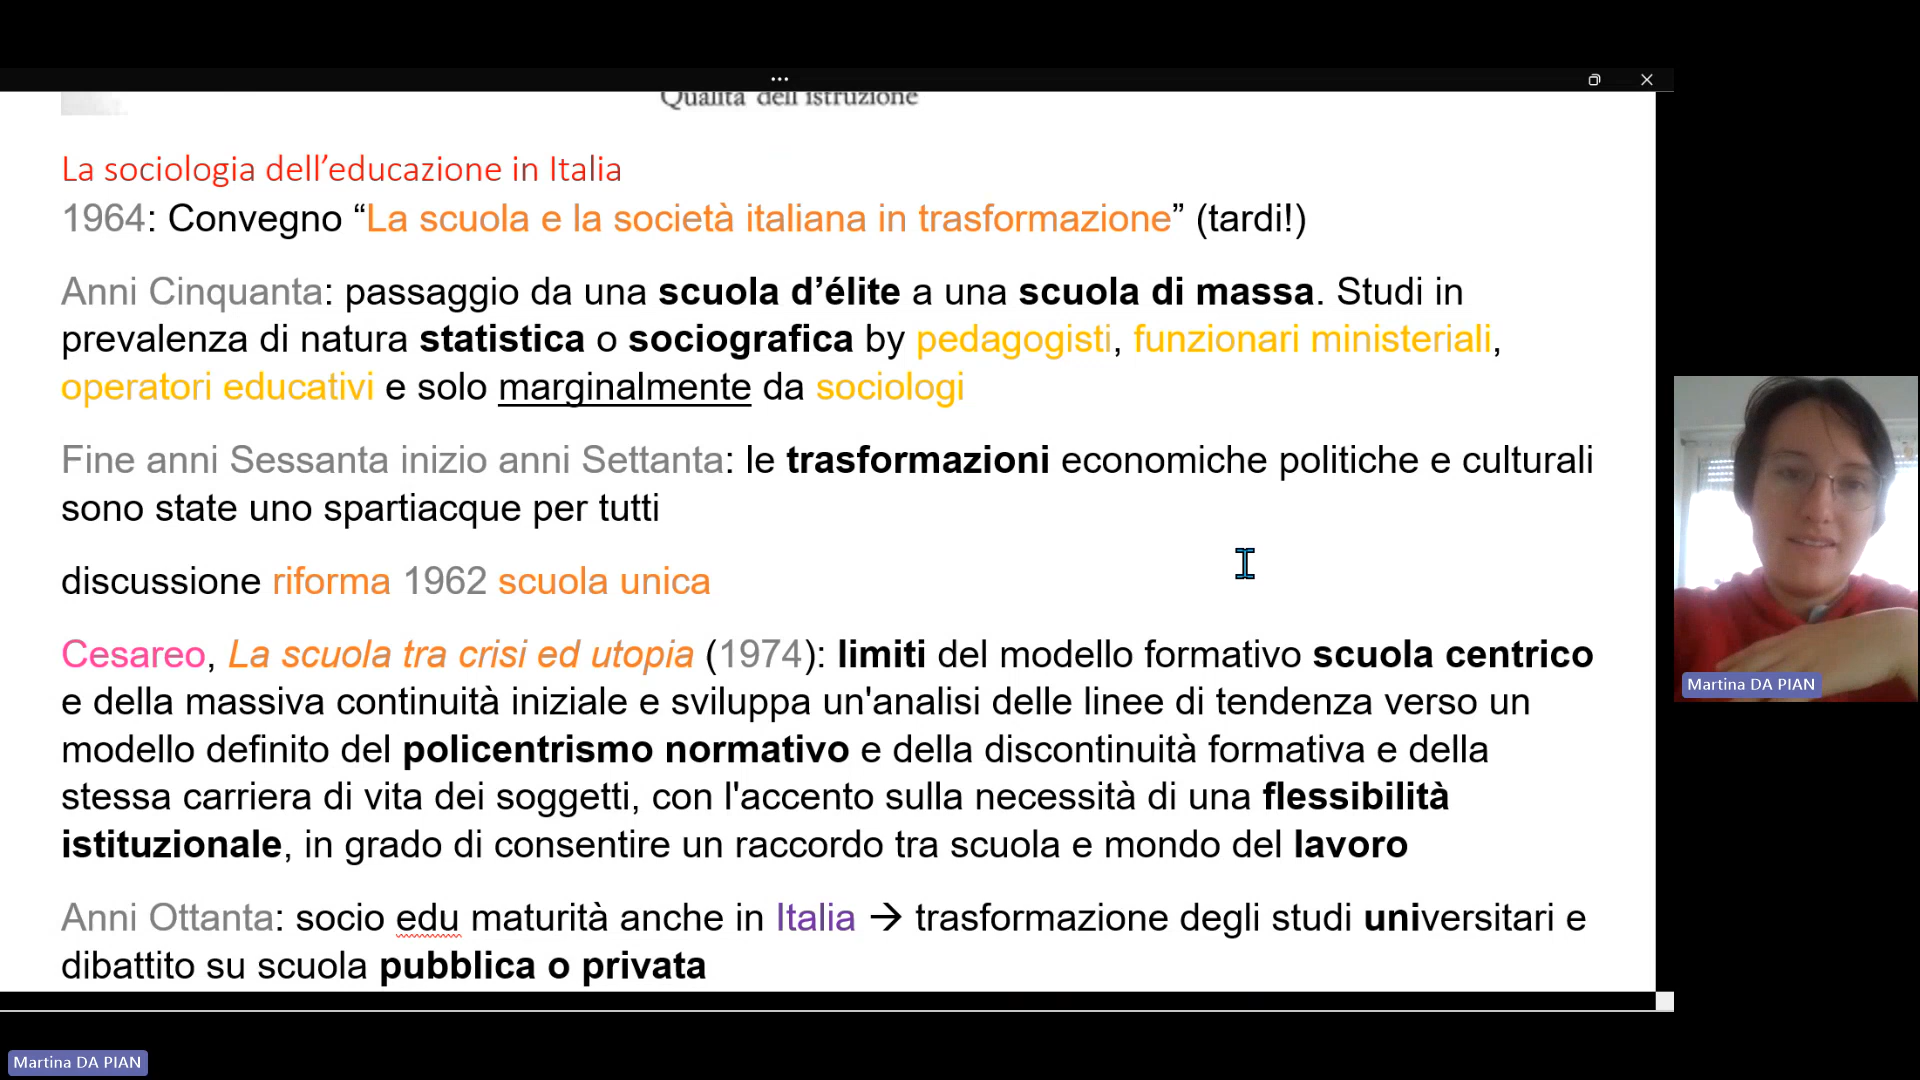 Qualità dell'istruzione
La sociologia dell’educazione in Italia
1964: Convegno “La scuola e la società italiana in trasformazione” (tardi!)
Anni Cinquanta: passaggio da una scuola d’élite a una scuola di massa. Studi in
prevalenza di natura statistica o sociografica by pedagogisti, funzionari ministeriali,
operatori educativi e solo marginalmente da sociologi
Fine anni Sessanta inizio anni Settanta: le trasformazioni economiche politiche e culturali
sono state uno spartiacque per tutti
discussione riforma 1962 scuola unica
Cesareo, La scuola tra crisi ed utopia (1974): limiti del modello formativo scuola centrico
e della massiva continuità iniziale e sviluppa un'analisi delle linee di tendenza verso un
modello definito del policentrismo normativo e della discontinuità formativa e della
stessa carriera di vita dei soggetti, con l'accento sulla necessità di una flessibilità
istituzionale, in grado di consentire un raccordo tra scuola e mondo del lavoro
Anni Ottanta: socio edu maturità anche in Italia → trasformazione degli studi universitari e
dibattito su scuola pubblica o privata
Martina DA PIAN
Martina DA PIAN